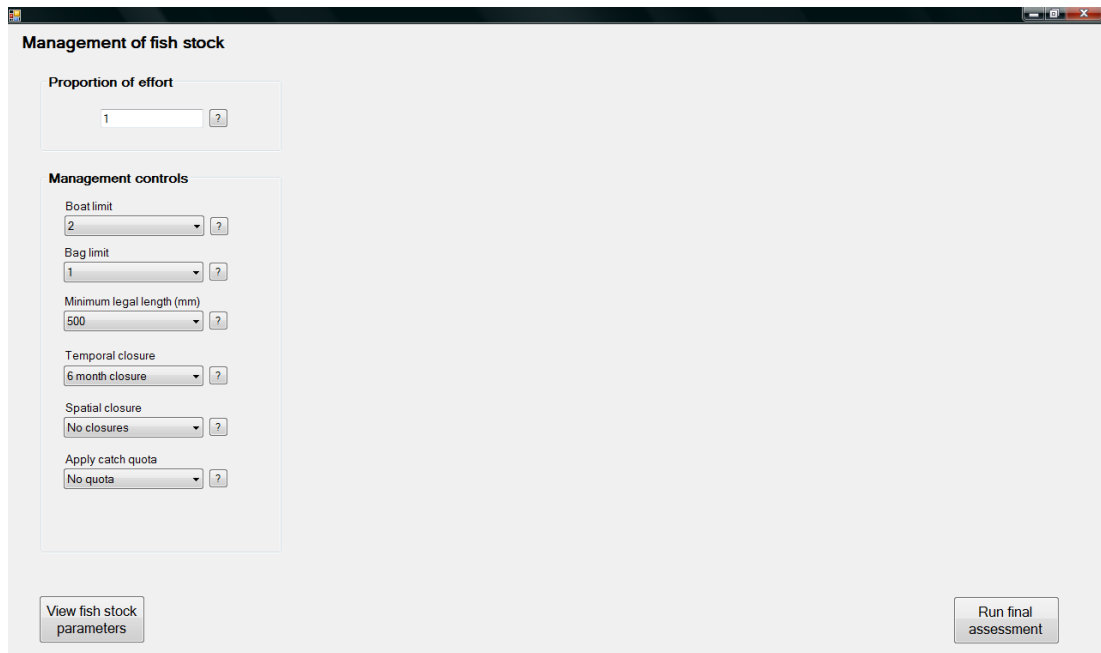 Management of fish stock
Proportion of effort
1 ?
Management controls
Boat limit
2 ?
Bag limit
1 ?
Minimum legal length (mm)
500 ?
Temporal closure
6 month closure ?
Spatial closure
No closures ?
Apply catch quota
No quota ?
View fish stock
parameters
Run final
assessment